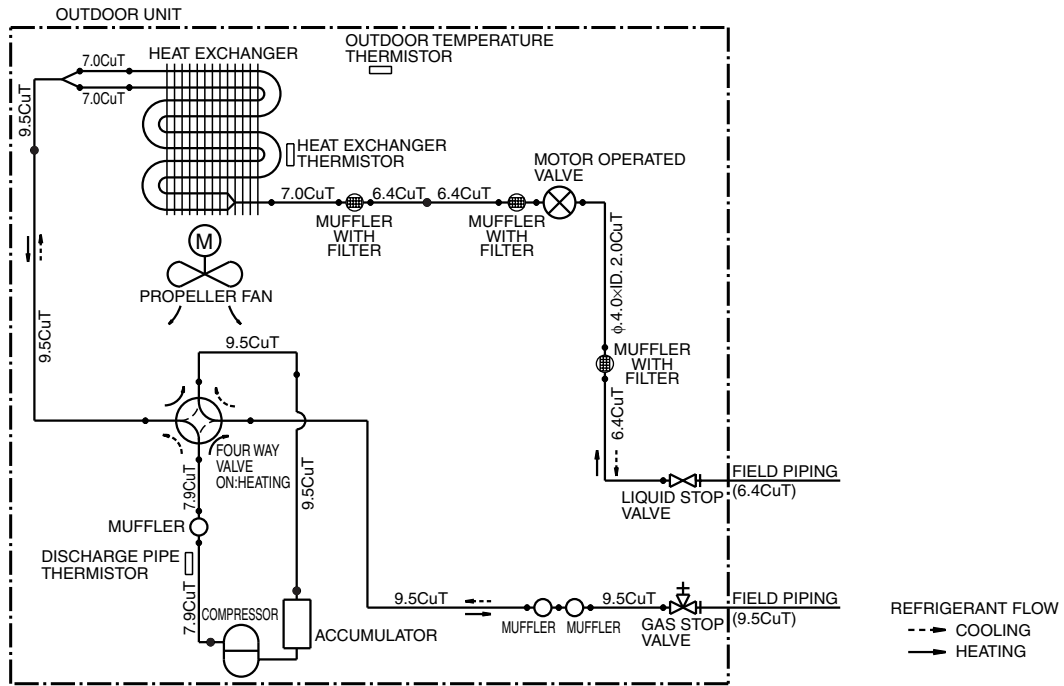 OUTDOOR UNIT
HEAT EXCHANGER
OUTDOOR TEMPERATURE
THERMISTOR
7.0CuT
7.0CuT
9.5CuT
HEAT EXCHANGER
THERMISTOR
MOTOR OPERATED
VALVE
7.0CuT
6.4CuT
6.4CuT
MUFFLER
WITH
FILTER
MUFFLER
WITH
FILTER
M
PROPELLER FAN
ϕ.4.0×ID. 2.0CuT
9.5CuT
9.5CuT
MUFFLER
WITH
FILTER
6.4CuT
FOUR WAY
VALVE
ON:HEATING
9.5CuT
7.9CuT
LIQUID STOP
VALVE
FIELD PIPING
(6.4CuT)
MUFFLER
DISCHARGE PIPE
THERMISTOR
7.9CuT
COMPRESSOR
ACCUMULATOR
9.5CuT
MUFFLER
MUFFLER
9.5CuT
GAS STOP
VALVE
FIELD PIPING
(9.5CuT)
REFRIGERANT FLOW
COOLING
HEATING